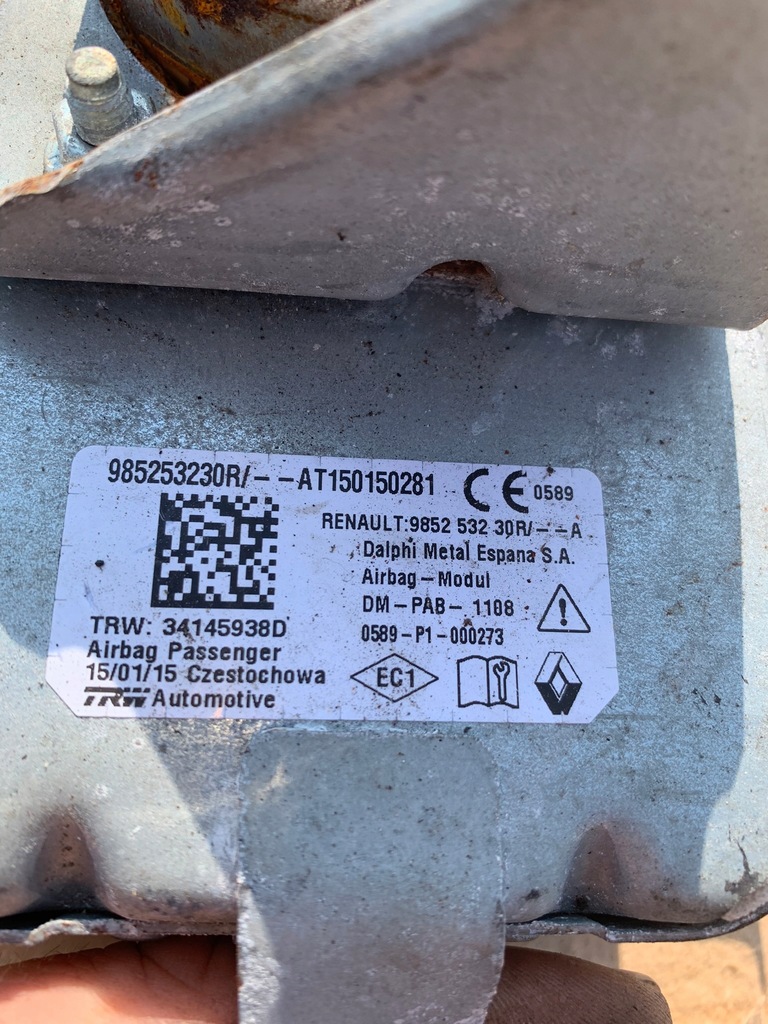 985253230R/--AT150150281
CE 0589
RENAULT:9852 532 30R/---A
Dalphi Metal Espana S.A.
Airbag-Modul
DM-PAB- 1108
0589-P1-000273
TRW: 34145938D
Airbag Passenger
15/01/15 Czestochowa
TRW Automotive
EC1